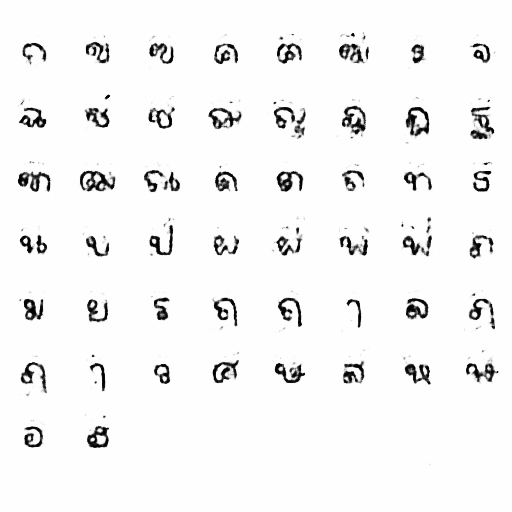 ก ข ฃ ค ฅ ฆ ง จ
ฉ ช ซ ฌ ญ ฎ ฏ ฐ
ฑ ฒ ณ ด ต ถ ท ธ
น บ ป ผ ฝ พ ฟ ภ
ม ย ร ฤ ฤ ๅ ล ฦ
ฦ ๅ ว ศ ษ ส ห ฬ
อ ฮ